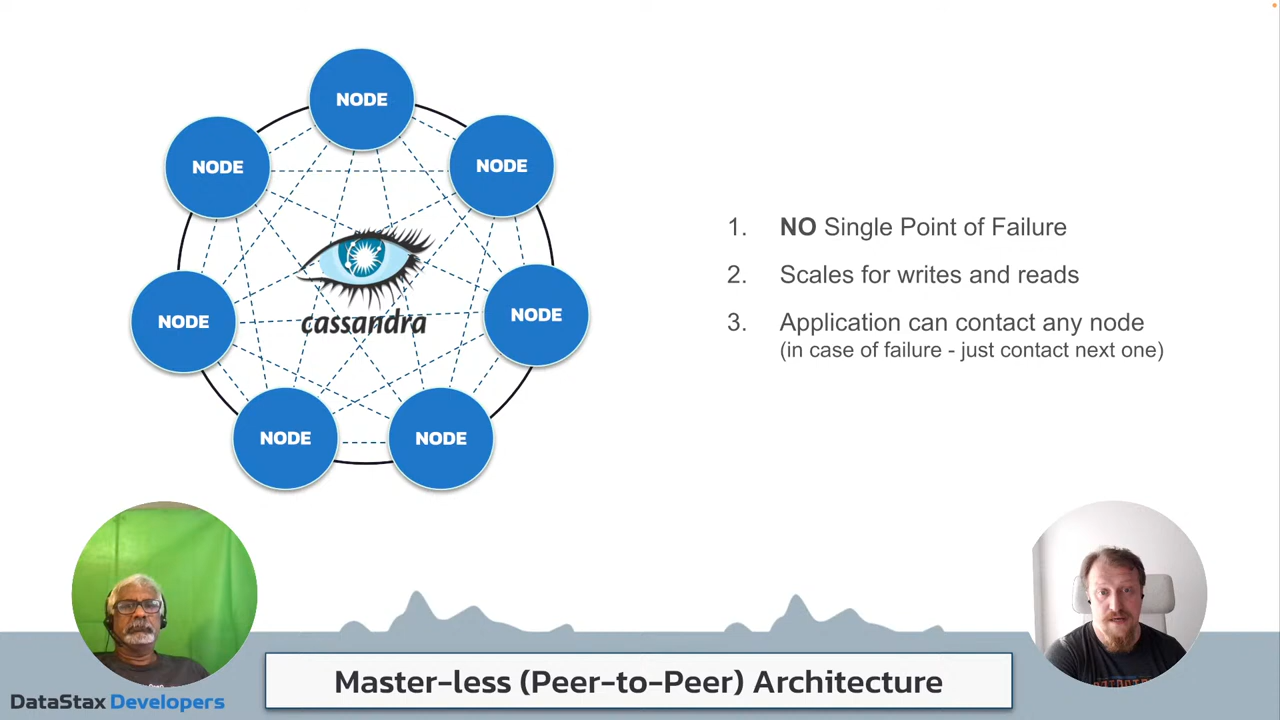 NODE
NODE
NODE
NODE
NODE
NODE
NODE
cassandra
1. NO Single Point of Failure
2. Scales for writes and reads
3. Application can contact any node
(in case of failure - just contact next one)
Master-less (Peer-to-Peer) Architecture
DataStax Developers